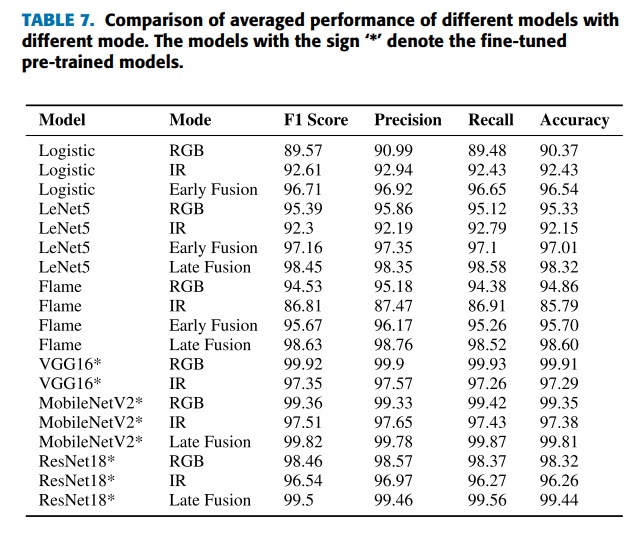 TABLE 7. Comparison of averaged performance of different models with
different mode. The models with the sign ‘*’ denote the fine-tuned
pre-trained models.
Model Mode F1 Score Precision Recall Accuracy
Logistic RGB 89.57 90.99 89.48 90.37
Logistic IR 92.61 92.94 92.43 92.43
Logistic Early Fusion 96.71 96.92 96.65 96.54
LeNet5 RGB 95.39 95.86 95.12 95.33
LeNet5 IR 92.3 92.19 92.79 92.15
LeNet5 Early Fusion 97.16 97.35 97.1 97.01
LeNet5 Late Fusion 98.45 98.35 98.58 98.32
Flame RGB 94.53 95.18 94.38 94.86
Flame IR 86.81 87.47 86.91 85.79
Flame Early Fusion 95.67 96.17 95.26 95.70
Flame Late Fusion 98.63 98.76 98.52 98.60
VGG16* RGB 99.92 99.9 99.93 99.91
VGG16* IR 97.35 97.57 97.26 97.29
MobileNetV2* RGB 99.36 99.33 99.42 99.35
MobileNetV2* IR 97.51 97.65 97.43 97.38
MobileNetV2* Late Fusion 99.82 99.78 99.87 99.81
ResNet18* RGB 98.46 98.57 98.37 98.32
ResNet18* IR 96.54 96.97 96.27 96.26
ResNet18* Late Fusion 99.5 99.46 99.56 99.44